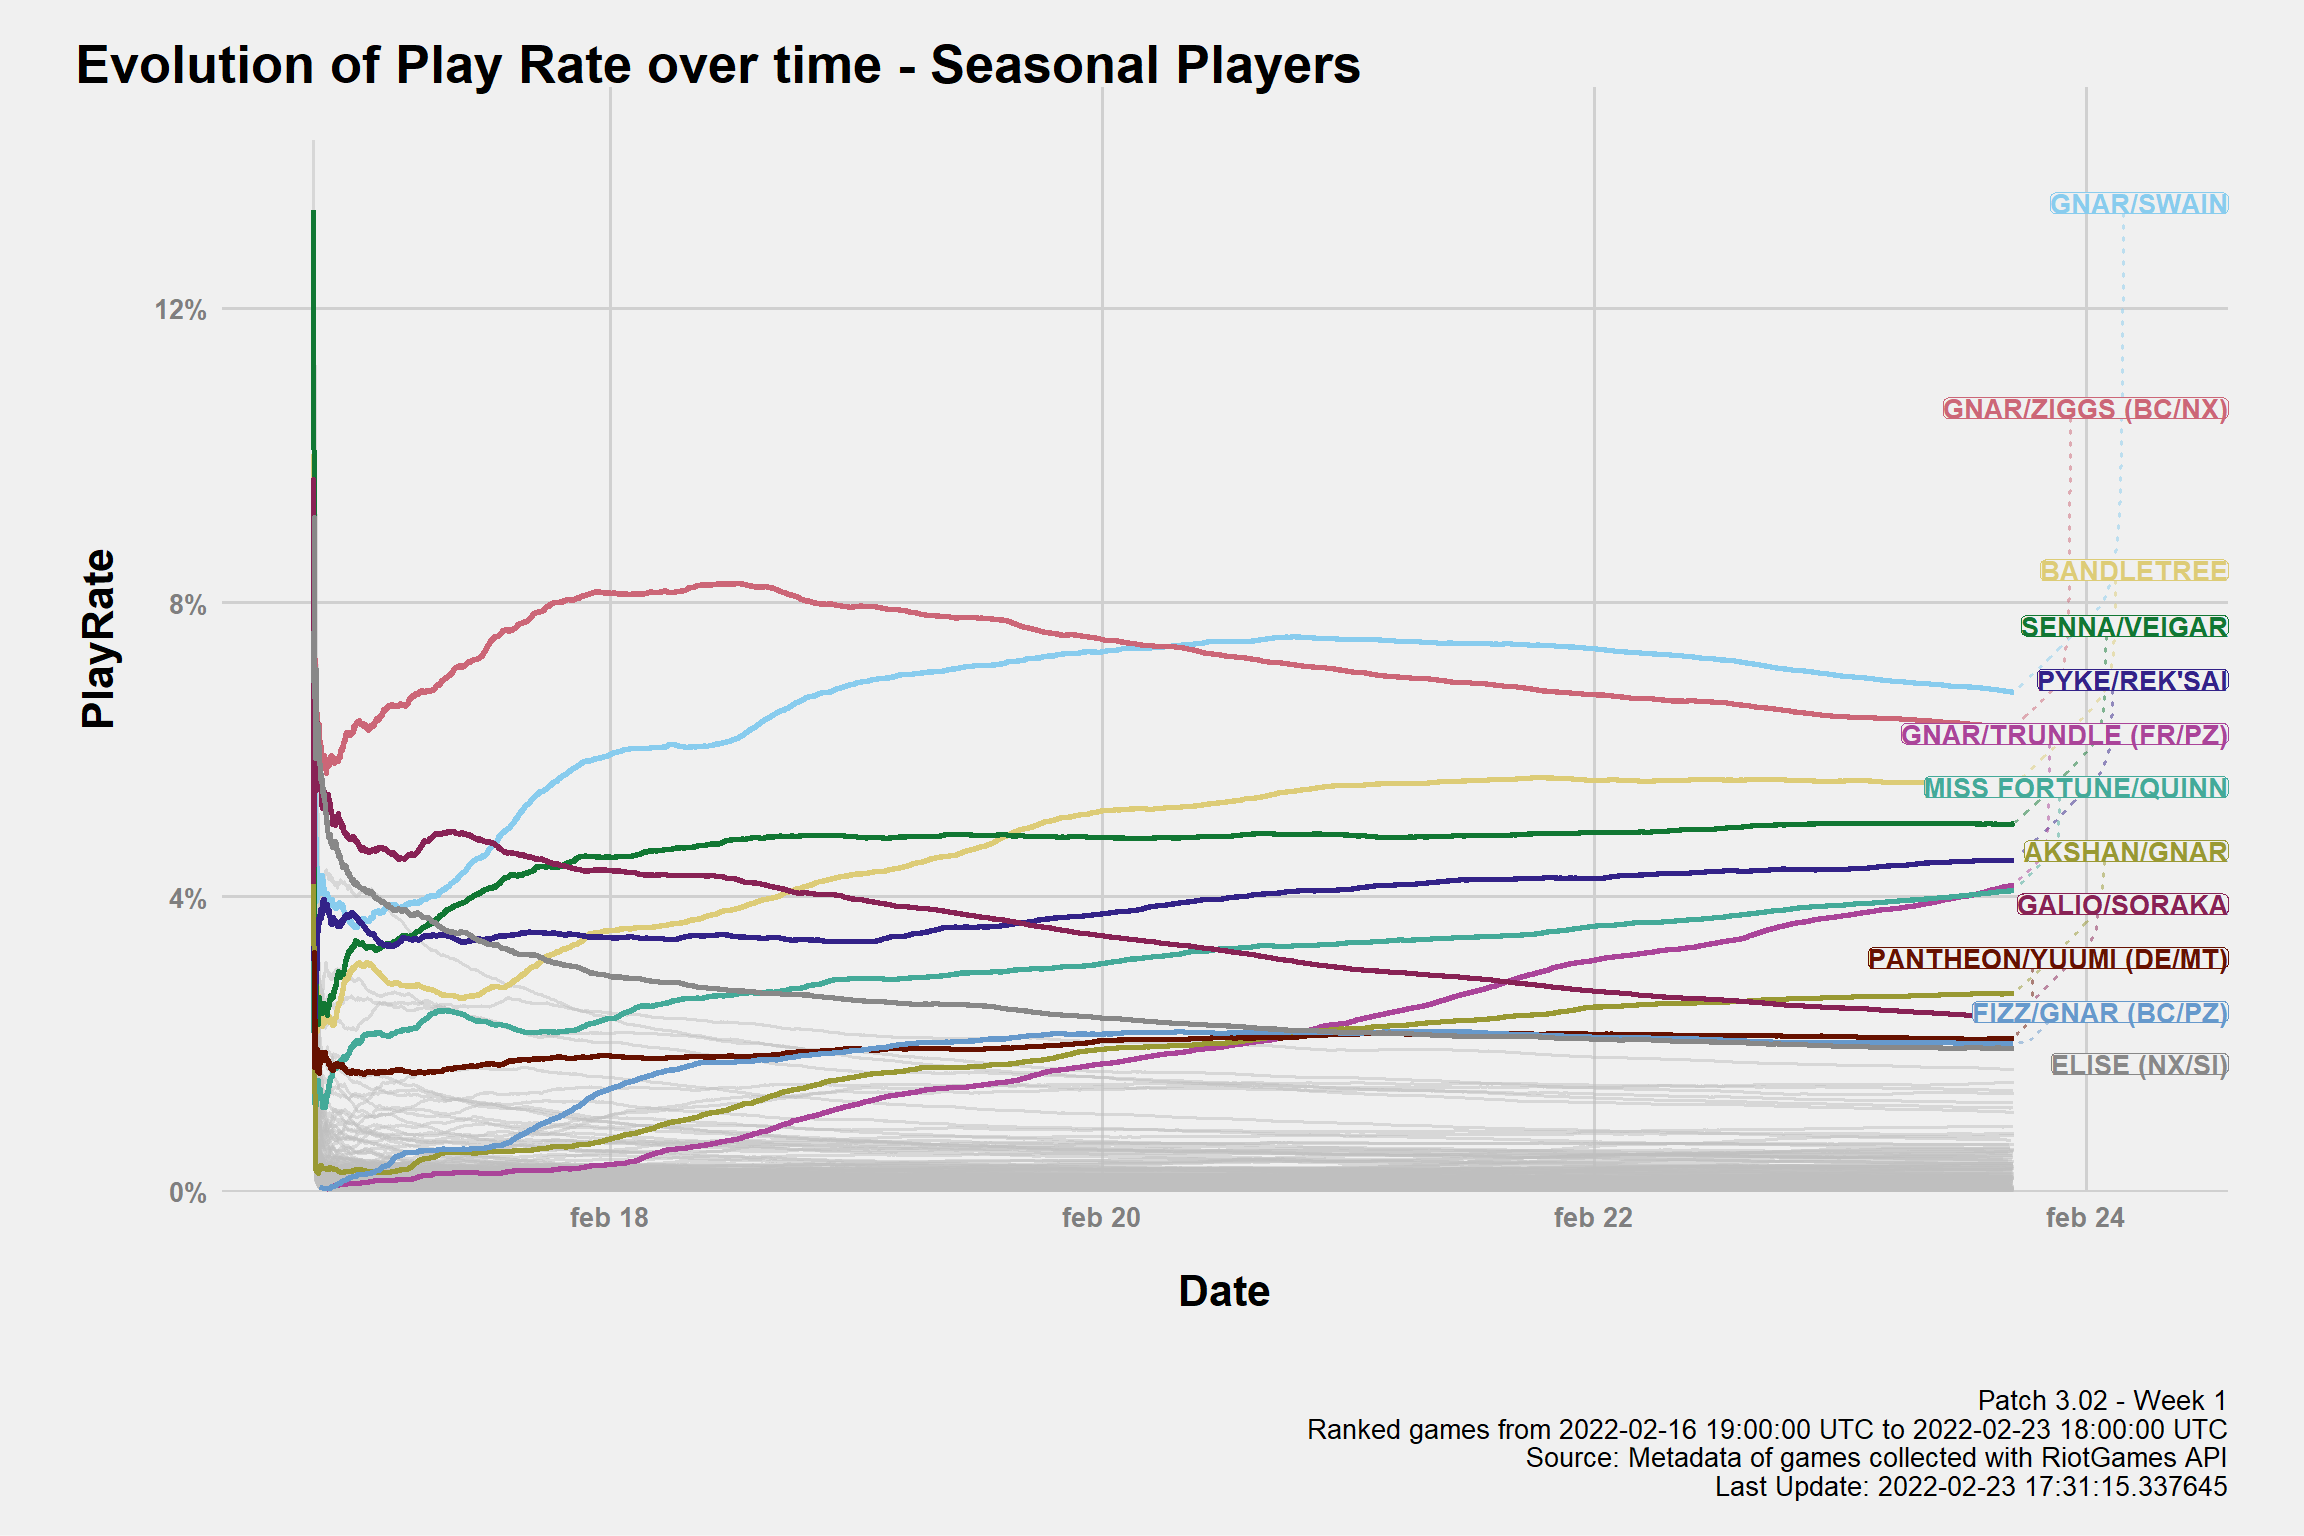 Evolution of Play Rate over time - Seasonal Players
GNAR/SWAIN
12%
GNAR/ZIGGS (BC/NX)
BANDLETREE
8%
SENNA/VEIGAR
PYKE/REK'SAI
GNAR/TRUNDLE (FR/PZ)
MISS FORTUNE/QUINN
AKSHAN/GNAR
4%
GALIO/SORAKA
PANTHEON/YUUMI (DE/MT)
FIZZ/GNAR (BC/PZ)
ELISE (NX/SI)
0%
PlayRate
feb 18
feb 20
feb 22
feb 24
Date
Patch 3.02 - Week 1
Ranked games from 2022-02-16 19:00:00 UTC to 2022-02-23 18:00:00 UTC
Source: Metadata of games collected with RiotGames API
Last Update: 2022-02-23 17:31:15.337645